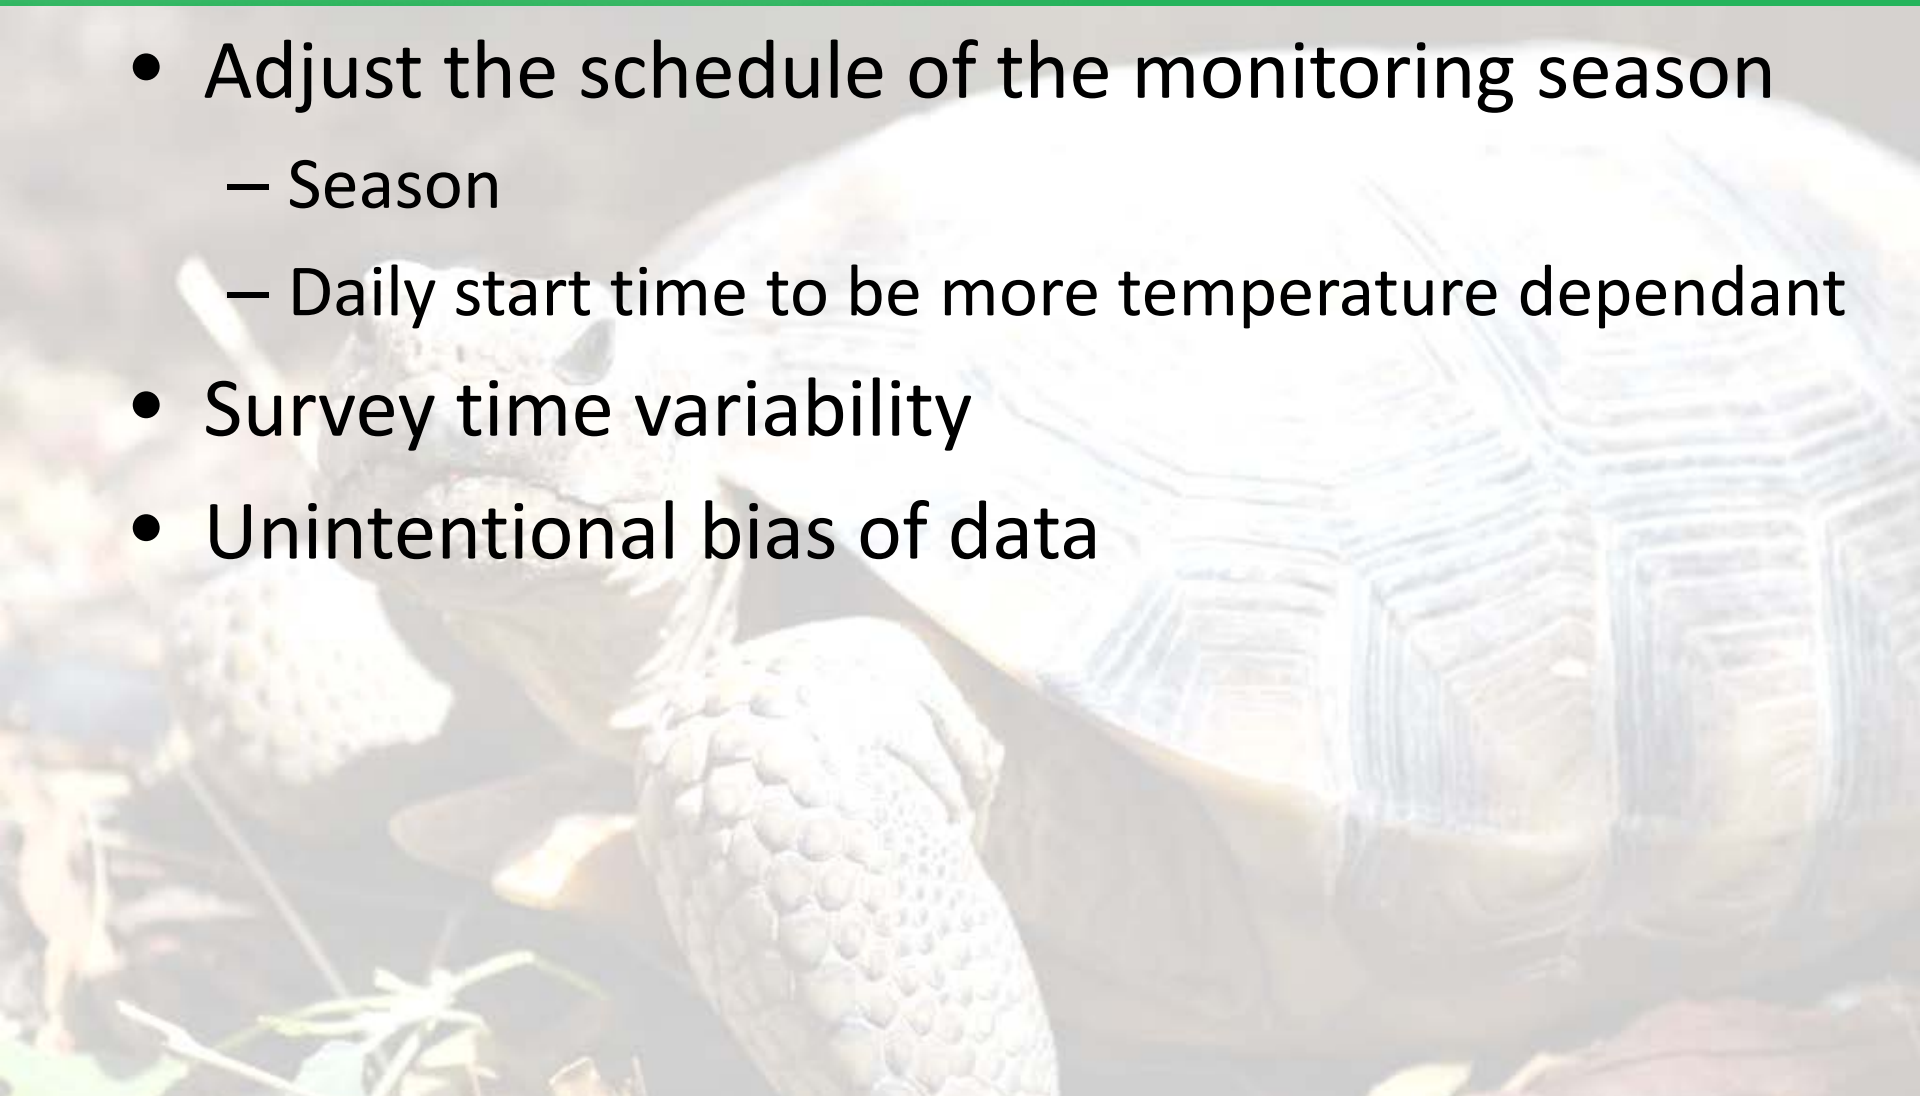 • Adjust the schedule of the monitoring season
– Season
– Daily start time to be more temperature dependant
• Survey time variability
• Unintentional bias of data